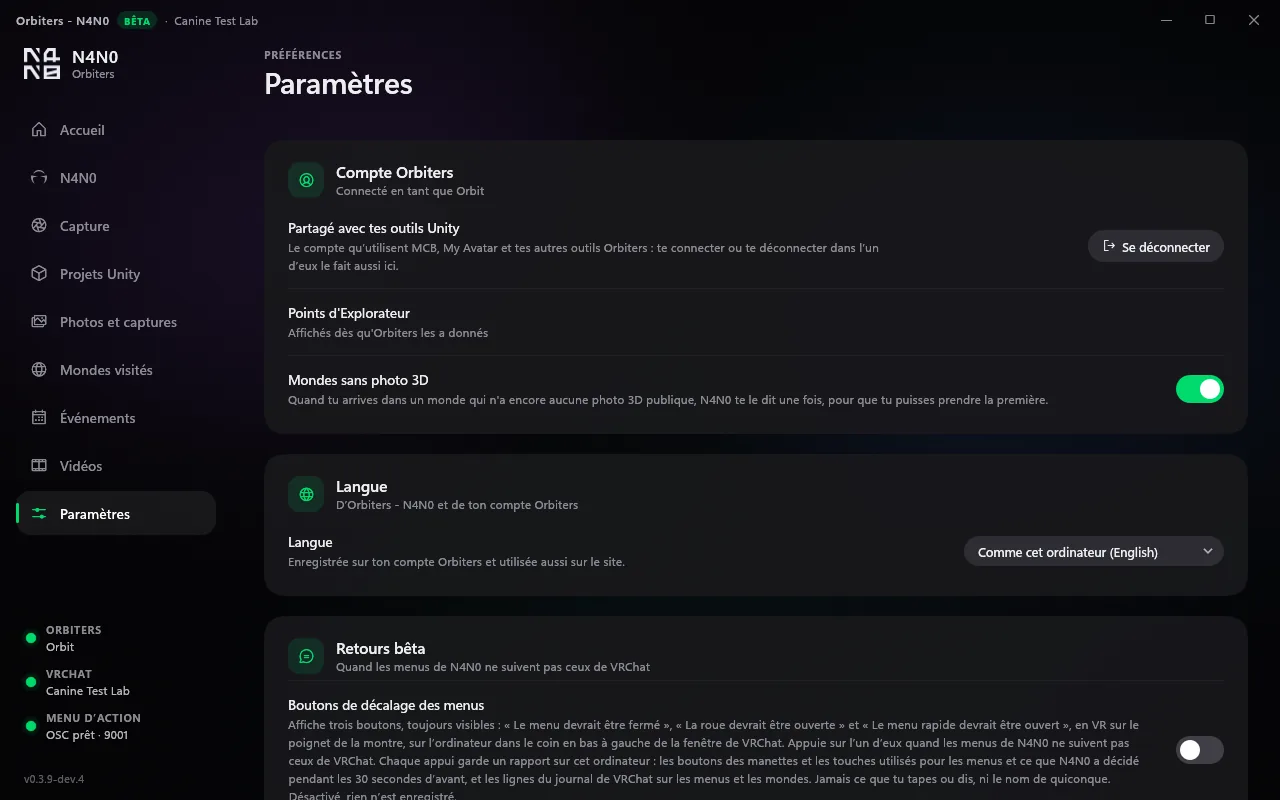 Orbiters - N4N0 BÊTA · Canine Test Lab
N4N0
Orbiters
Accueil
N4N0
Capture
Projets Unity
Photos et captures
Mondes visités
Événements
Vidéos
Paramètres
ORBITERS
Orbit
VRCHAT
Canine Test Lab
MENU D’ACTION
OSC prêt · 9001
v0.3.9-dev.4
PRÉFÉRENCES
Paramètres
Compte Orbiters
Connecté en tant que Orbit
Partagé avec tes outils Unity
Le compte qu'utilisent MCB, My Avatar et tes autres outils Orbiters : te connecter ou te déconnecter dans l'un
d'eux le fait aussi ici.
Se déconnecter
Points d'Explorateur
Affichés dès qu'Orbiters les a donnés
Mondes sans photo 3D
Quand tu arrives dans un monde qui n'a encore aucune photo 3D publique, N4N0 te le dit une fois, pour que tu puisses prendre la première.
Langue
D’Orbiters - N4N0 et de ton compte Orbiters
Langue
Enregistrée sur ton compte Orbiters et utilisée aussi sur le site.
Comme cet ordinateur (English)
Retours bêta
Quand les menus de N4N0 ne suivent pas ceux de VRChat
Boutons de décalage des menus
Affiche trois boutons, toujours visibles : « Le menu devrait être fermé », « La roue devrait être ouverte » et « Le menu rapide devrait être ouvert », en VR sur le
poignet de la montre, sur l’ordinateur dans le coin en bas à gauche de la fenêtre de VRChat. Appuie sur l’un d’eux quand les menus de N4N0 ne suivent pas
ceux de VRChat. Chaque appui garde un rapport sur cet ordinateur : les boutons des manettes et les touches utilisés pour les menus et ce que N4N0 a décidé
pendant les 30 secondes d’avant, et les lignes du journal de VRChat sur les menus et les mondes. Jamais ce que tu tapes ou dis, ni le nom de quiconque.
Désactivé, rien n’est enregistré.